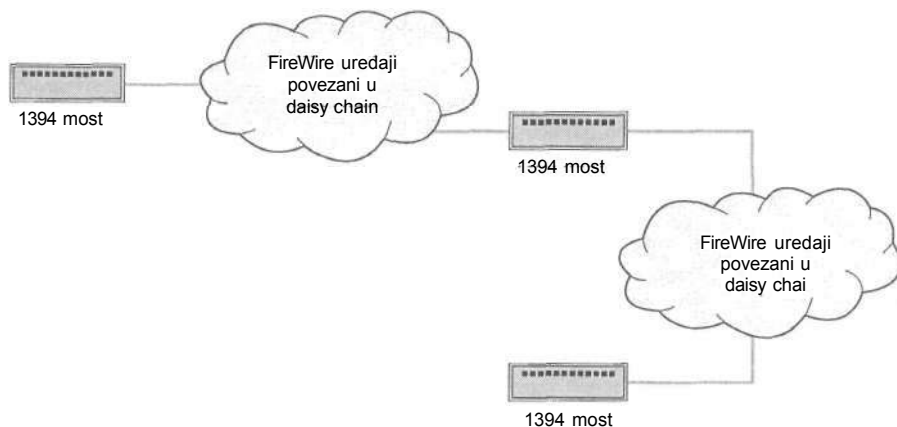 FireWire uredaji
povezani u
daisy chain
1394 most
1394 most
FireWire uredaji
povezani u
daisy chai
1394 most